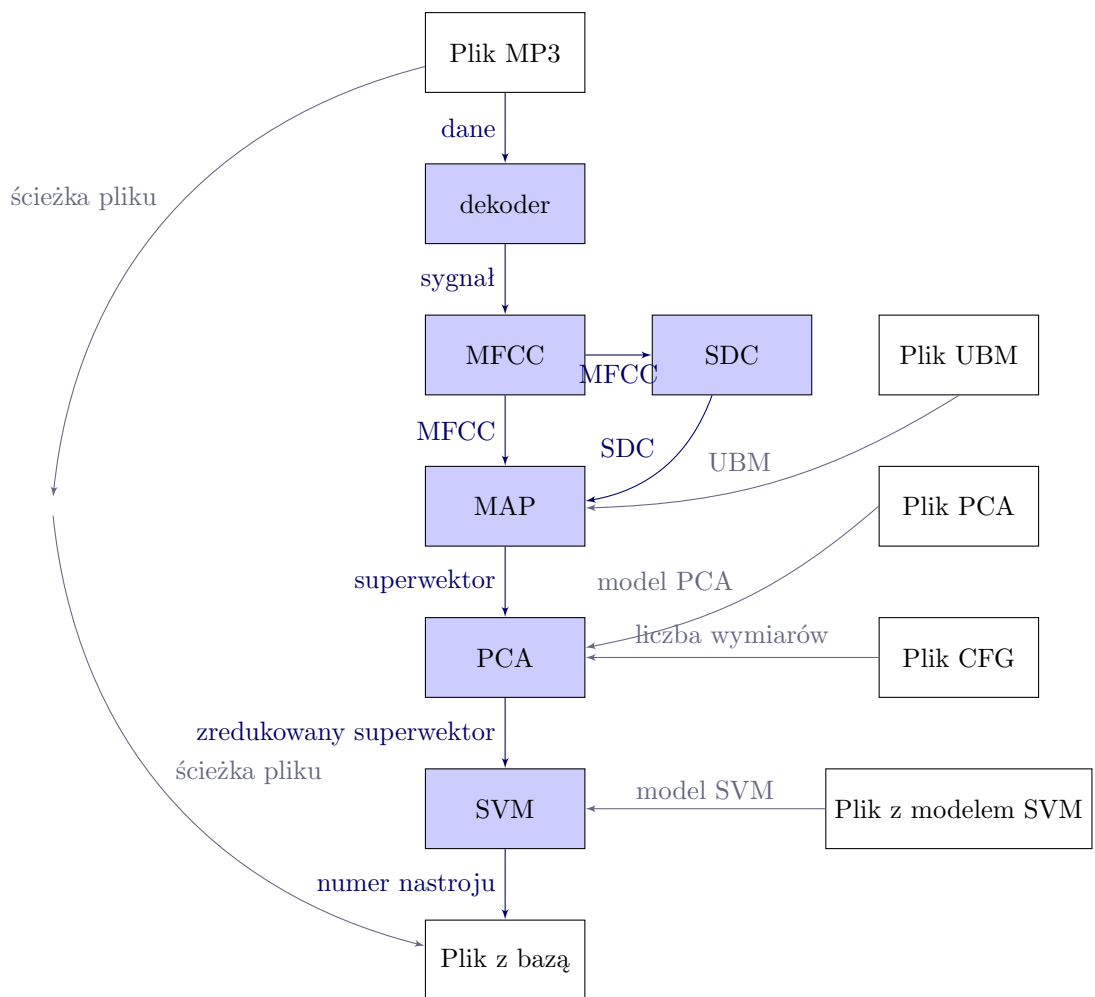 Plik MP3
dane
ścieżka pliku
dekoder
sygnał
MFCC
MFCC
SDC
Plik UBM
MFCC
SDC
UBM
MAP
Plik PCA
superwektor
model PCA
liczba wymiarów
PCA
Plik CFG
zredukowany superwektor
ścieżka pliku
model SVM
SVM
Plik z modelem SVM
numer nastroju
Plik z bazą